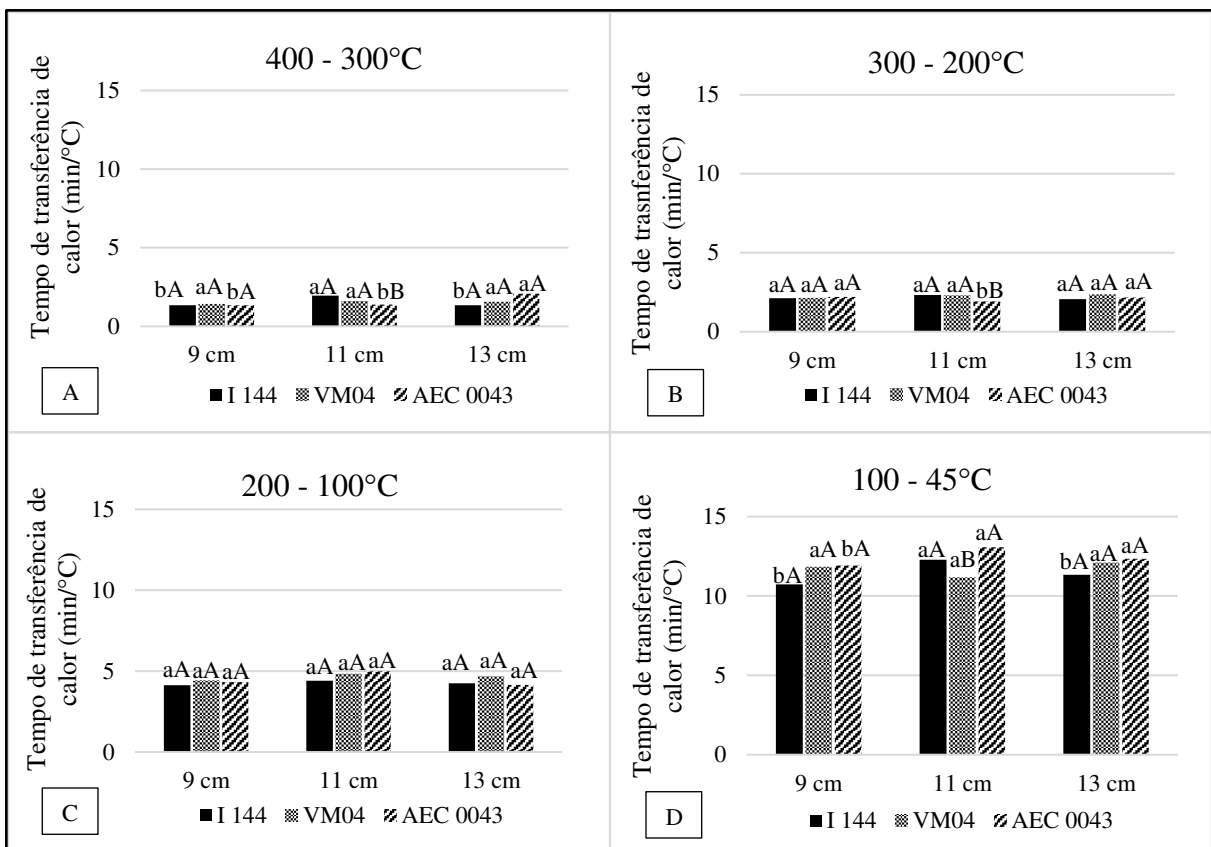 400 - 300°C
Tempo de transferência de
calor (min/°C)
15
10
5
0
bA aA bA aA aA bB bA aA aA
9 cm 11 cm 13 cm
A
I 144 VM04 AEC 0043
300 - 200°C
Tempo de trasnferência de
calor (min/°C)
15
10
5
0
aA aA aA aA aA bB aA aA aA
9 cm 11 cm 13 cm
B
I 144 VM04 AEC 0043
200 - 100°C
Tempo de transferência de
calor (min/°C)
15
10
5
0
aA aA aA aA aA aA aA aA aA
9 cm 11 cm 13 cm
C
I 144 VM04 AEC 0043
100 - 45°C
Tempo de transferência de
calor (min/°C)
15
10
5
0
bA aA bA aA aB aA bA aA aA
9 cm 11 cm 13 cm
D
I 144 VM04 AEC 0043